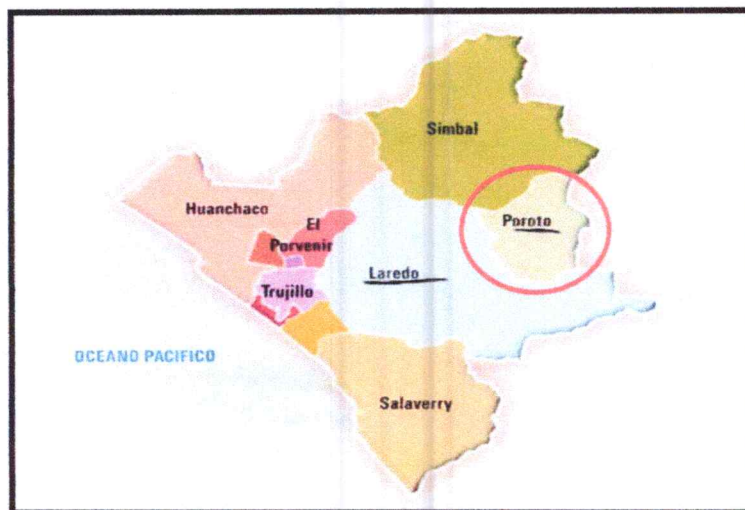 Simbal
Huanchaco
El
Porvenir
Poroto
Laredo
Trujillo
OCEANO PACIFICO
Salaverry